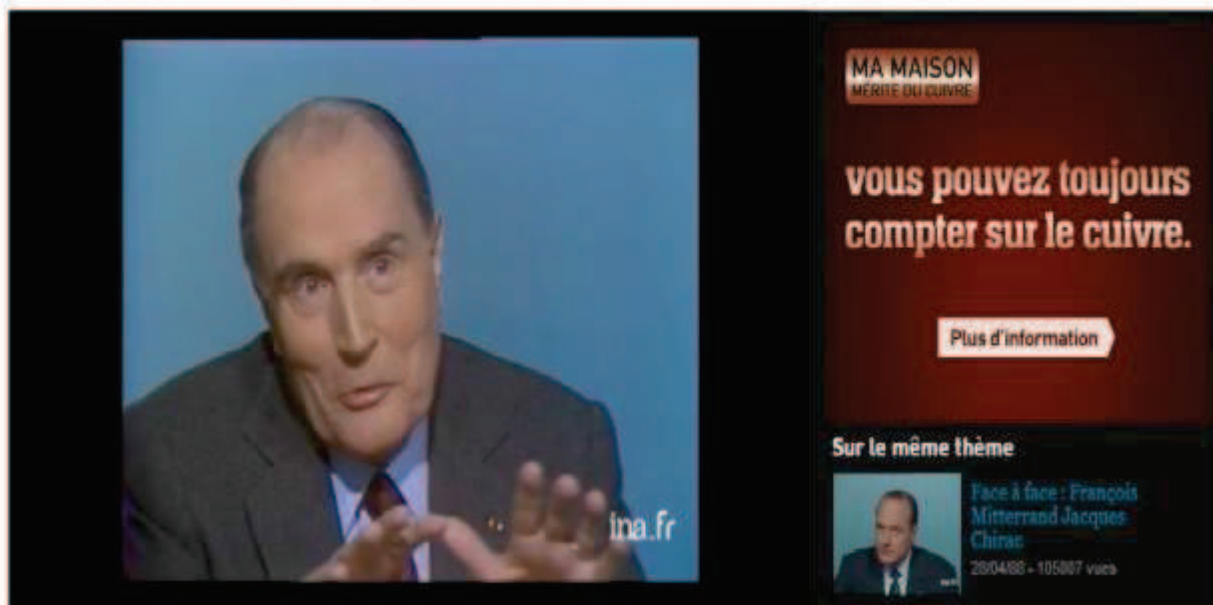 ina.fr
MA MAISON
MÉRITE DU CUIVRE
vous pouvez toujours
compter sur le cuivre.
Plus d'information
Sur le même thème
Face à face : François
Mitterrand Jacques
Chirac
28/04/88 - 105807 vues